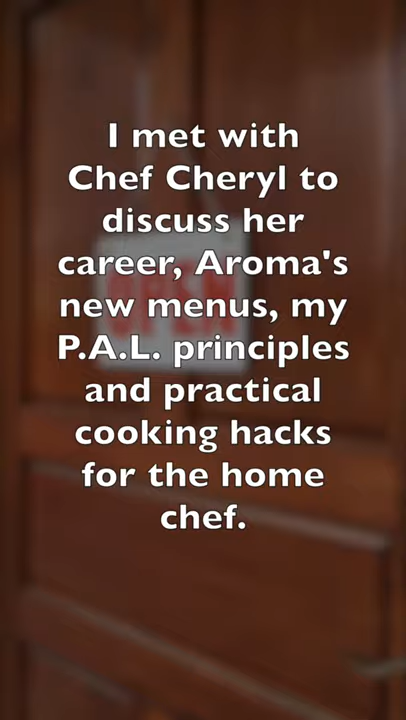 I met with
Chef Cheryl to
discuss her
career, Aroma's
new menus, my
P.A.L. principles
and practical
cooking hacks
for the home
chef.
OPEN